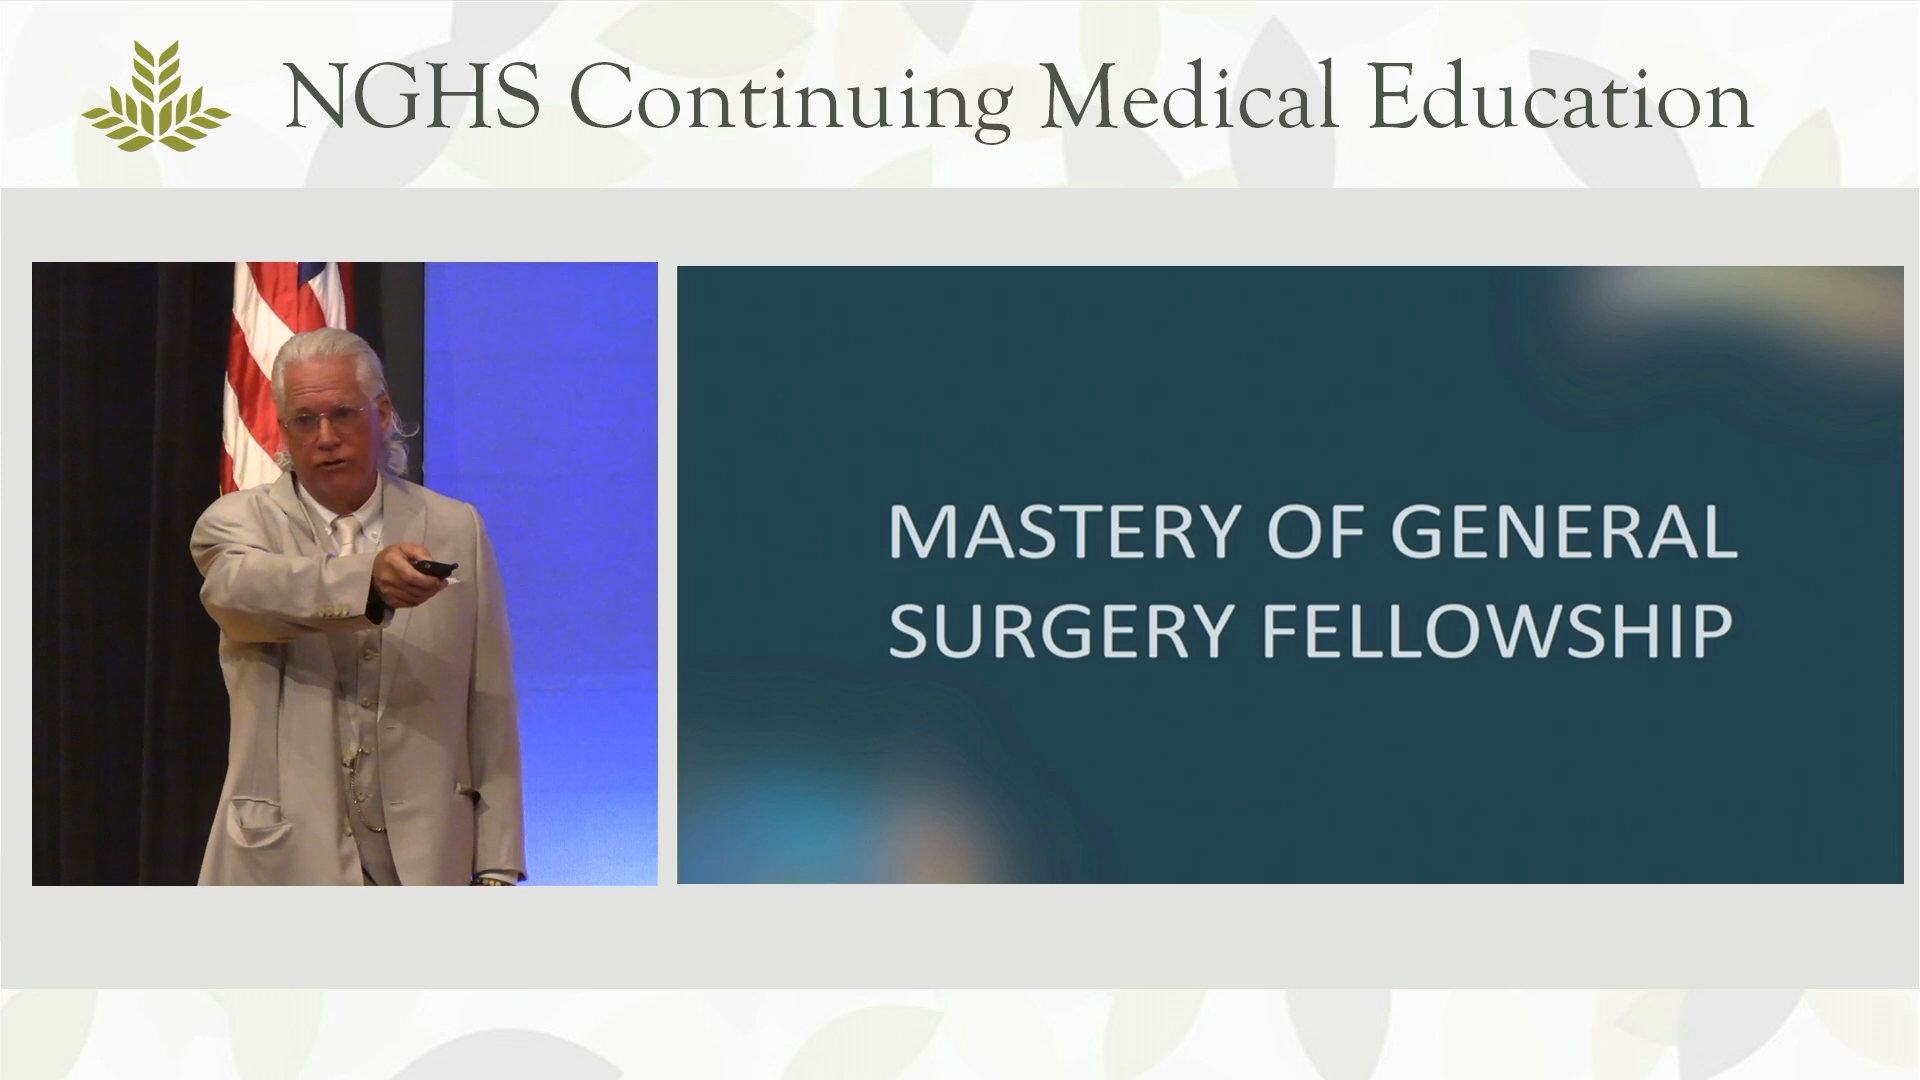 NGHS Continuing Medical Education
MASTERY OF GENERAL
SURGERY FELLOWSHIP